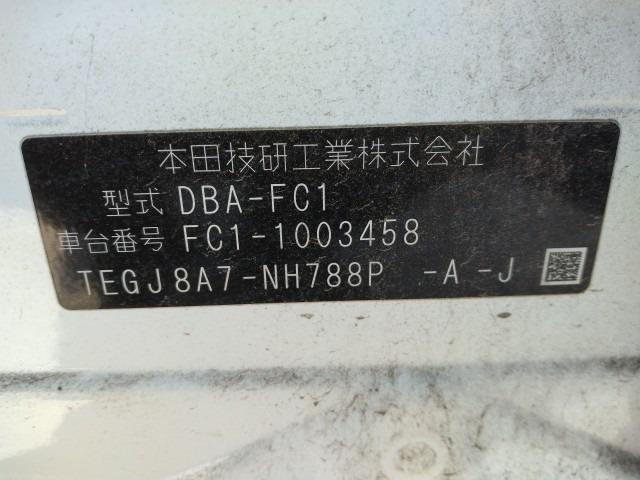 本田技研工業株式会社
型式 DBA-FC1
車台番号 FC1-1003458
TEGJ8A7-NH788P -A -J